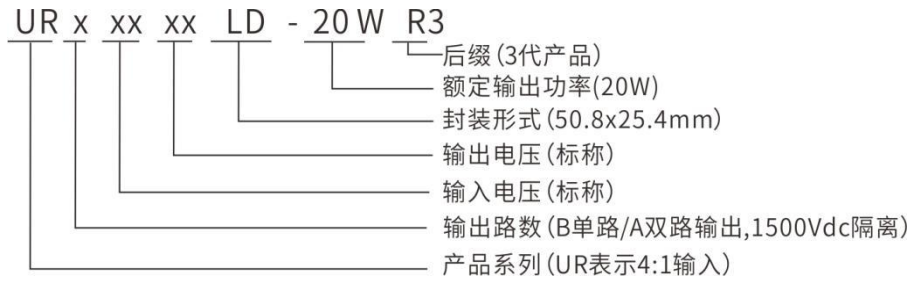 UR x xx xx LD - 20 W R3
后缀(3代产品)
额定输出功率(20W)
封装形式(50.8x25.4mm)
输出电压(标称)
输入电压(标称)
输出路数(B单路/A双路输出,1500Vdc隔离)
产品系列(UR表示4:1输入)